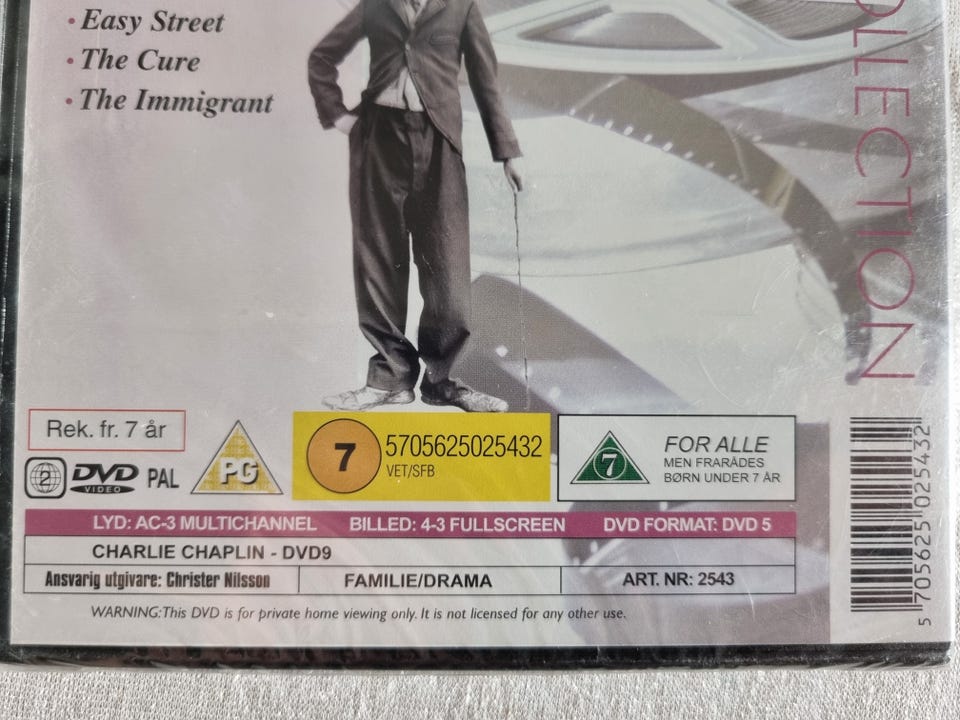 • Easy Street
• The Cure
• The Immigrant
OLLECTION
Rek. fr. 7 år
2
DVD
VIDEO
PAL
PG
7
5705625025432
VET/SFB
7
FOR ALLE
MEN FRARÅDES
BØRN UNDER 7 ÅR
LYD: AC-3 MULTICHANNEL BILLED: 4-3 FULLSCREEN DVD FORMAT: DVD 5
CHARLIE CHAPLIN - DVD9
Ansvarig utgivare: Christer Nilsson FAMILIE/DRAMA ART. NR: 2543
WARNING:This DVD is for private home viewing only. It is not licensed for any other use.
5 705625 025432